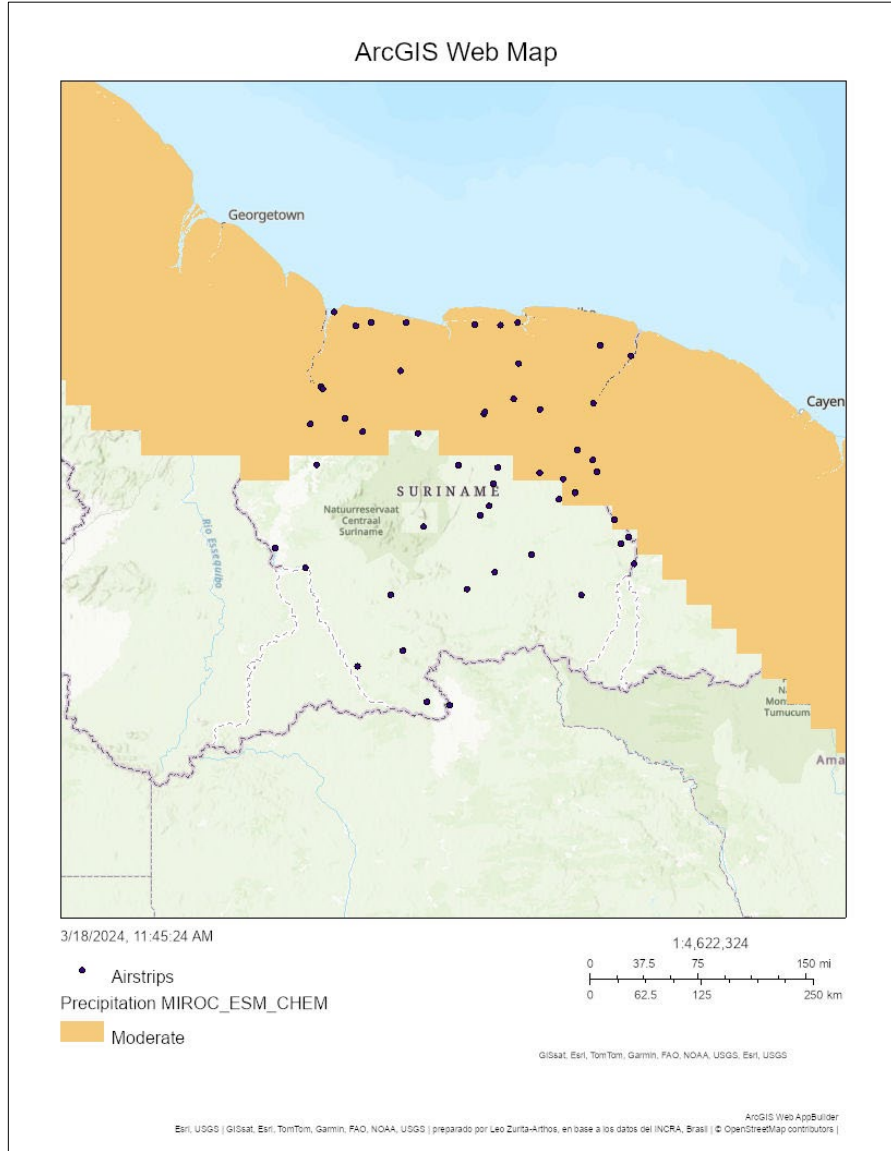 ArcGIS Web Map
Georgetown
Cayen
SURINAME
Natuurreservaat
Centraal
Suriname
Rio Essequibo
Tumucum
Ama
3/18/2024, 11:45:24 AM
1:4,622,324
0 37.5 75 150 mi
0 62.5 125 250 km
Airstrips
Precipitation MIROC_ESM_CHEM
Moderate
GISsat, Esri, TomTom, Garmin, FAO, NOAA, USGS, Esri, USGS
ArcGIS Web AppBuilder
Esri, USGS | GISsat, Esri, TomTom, Garmin, FAO, NOAA, USGS | preparado por Leo Zurita-Arthos, en base a los datos del INCRA, Brasil | © OpenStreetMap contributors |